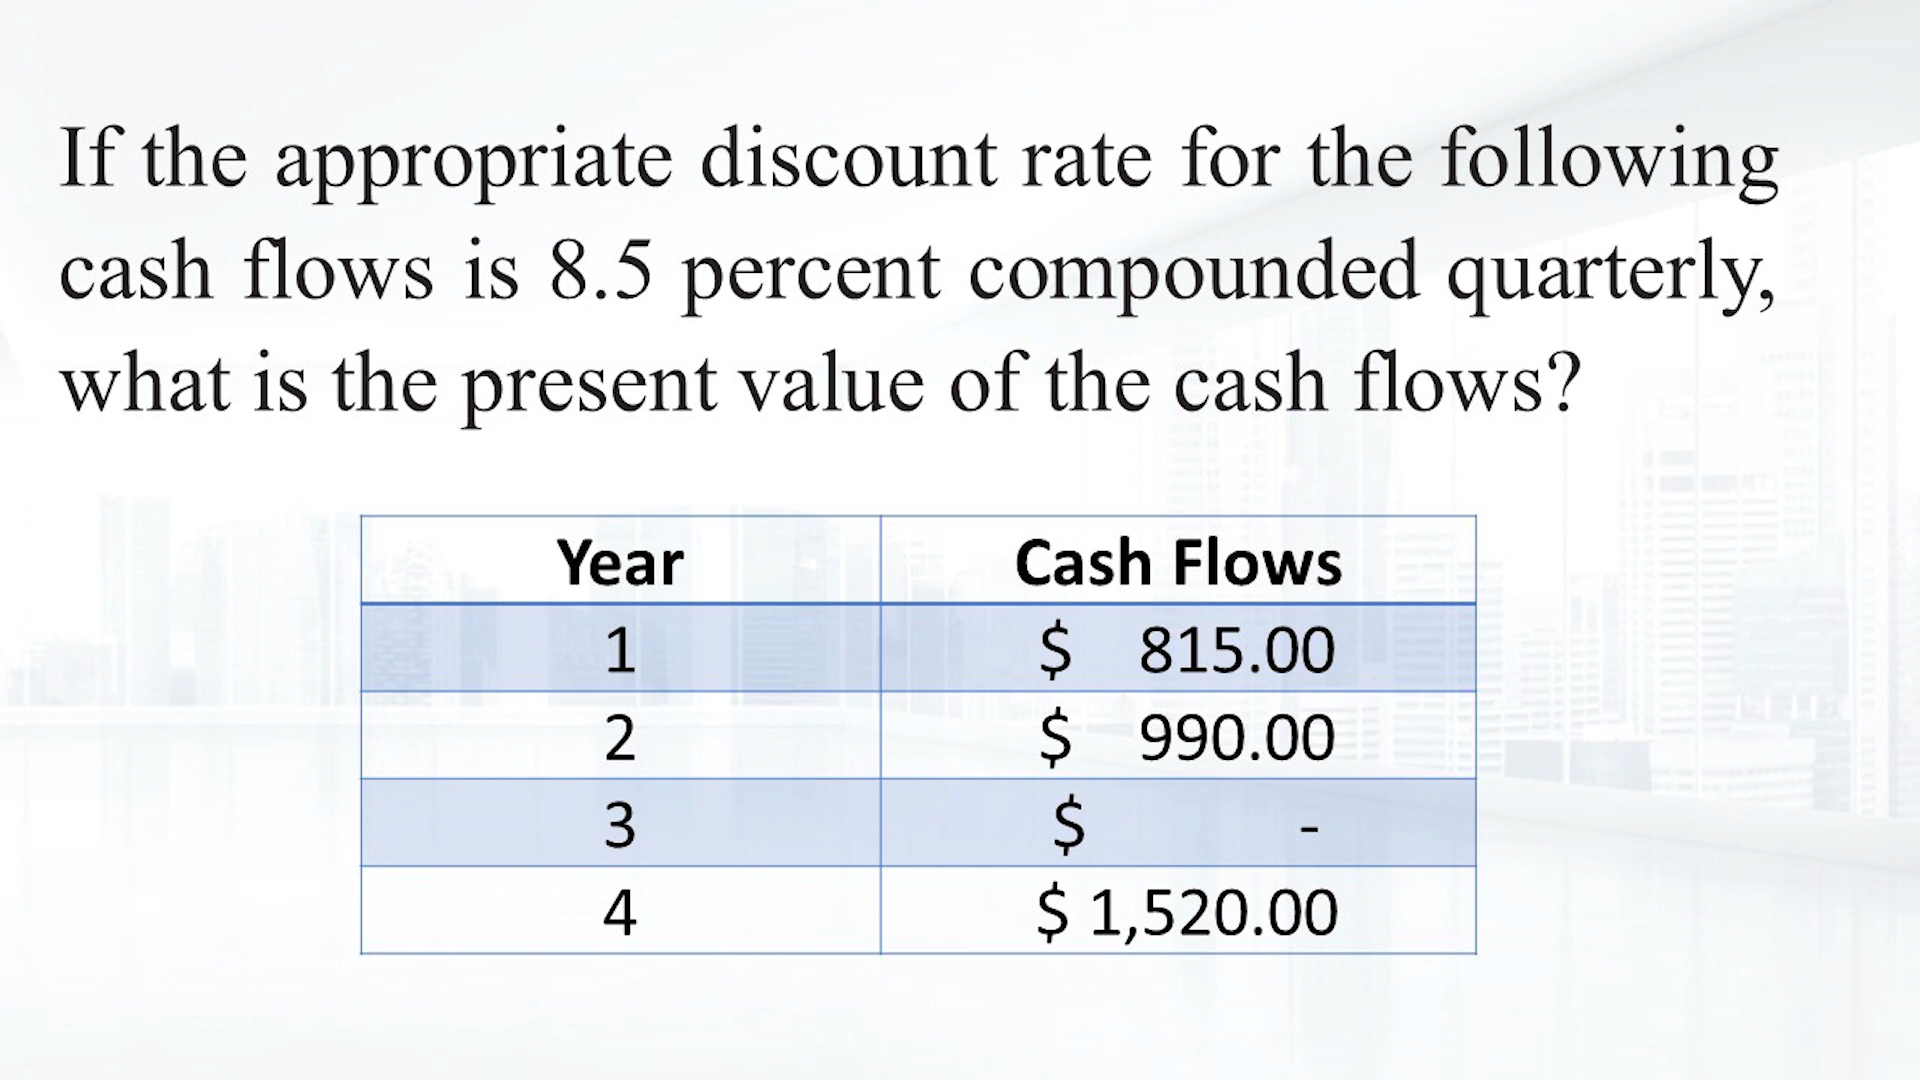 If the appropriate discount rate for the following
cash flows is 8.5 percent compounded quarterly,
what is the present value of the cash flows?
Year Cash Flows
1 $ 815.00
2 $ 990.00
3 $ -
4 $ 1,520.00